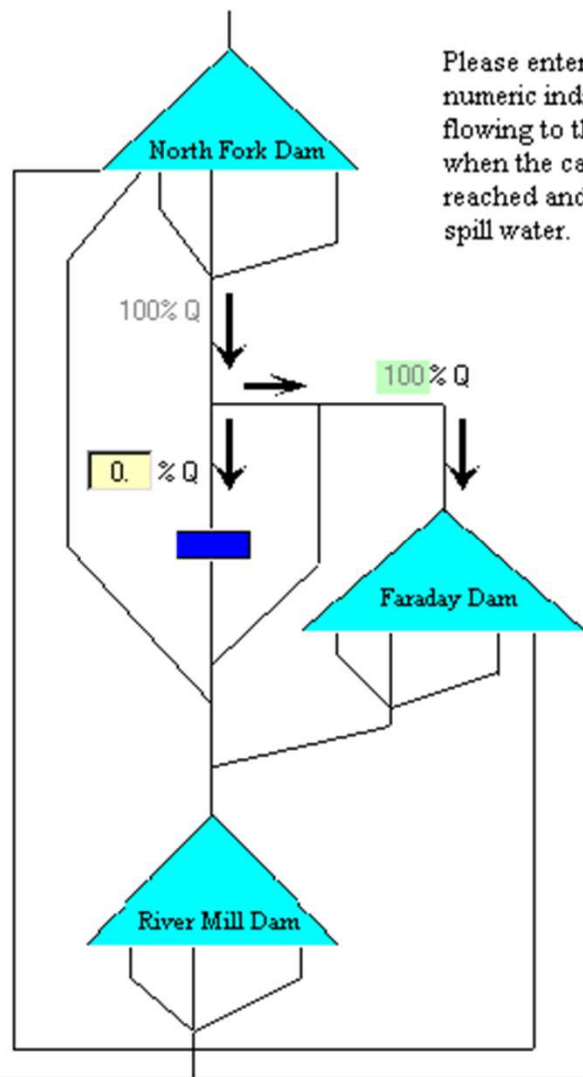 Please enter
numeric ind
flowing to th
when the ca
reached and
spill water.
North Fork Dam
100% Q
100% Q
0. % Q
Faraday Dam
River Mill Dam